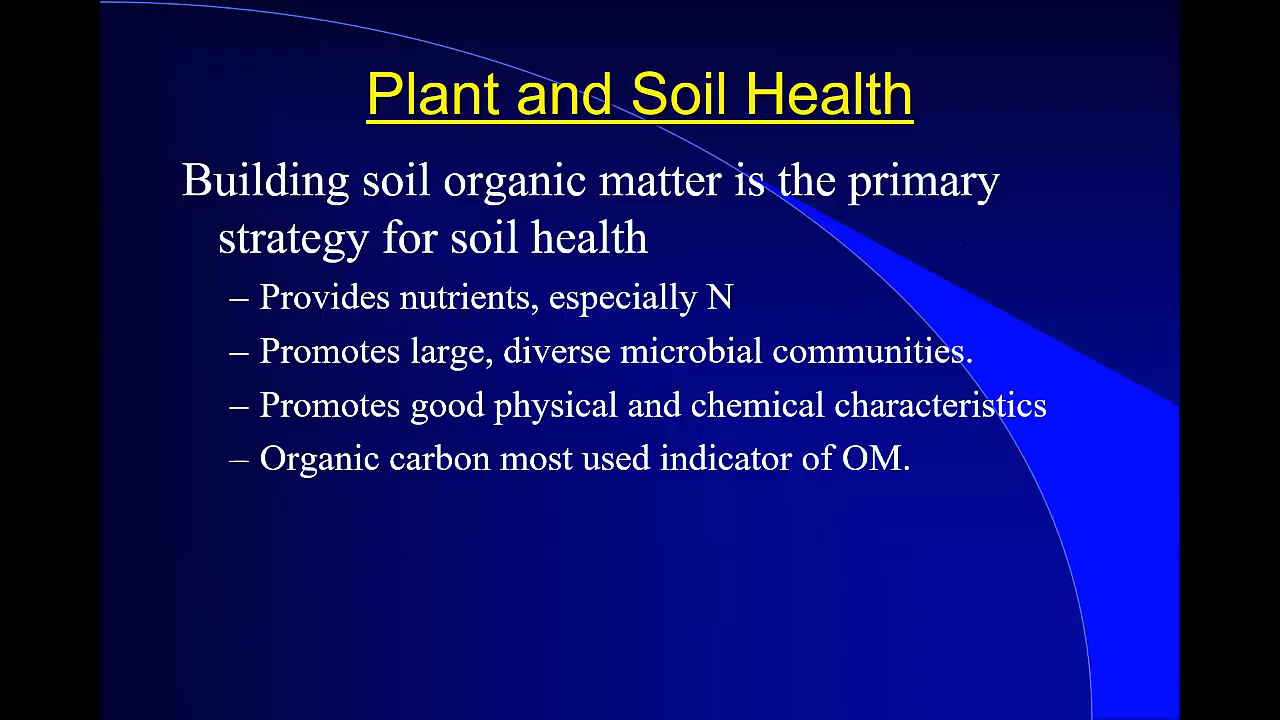 Plant and Soil Health
Building soil organic matter is the primary
strategy for soil health
– Provides nutrients, especially N
– Promotes large, diverse microbial communities.
– Promotes good physical and chemical characteristics
– Organic carbon most used indicator of OM.